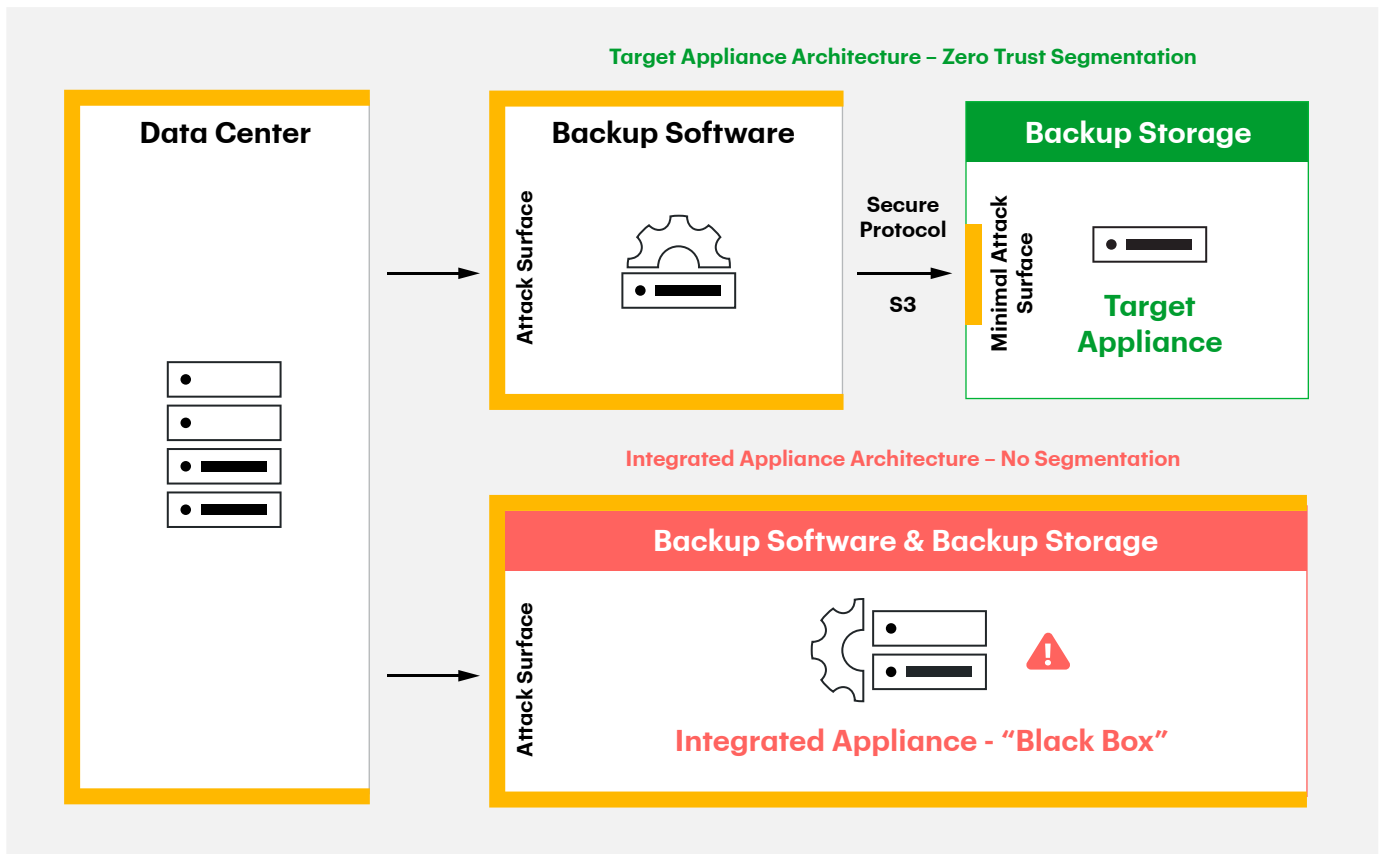 Target Appliance Architecture – Zero Trust Segmentation
Data Center
Backup Software
Attack Surface
Secure
Protocol
S3
Backup Storage
Minimal Attack
Surface
Target
Appliance
Integrated Appliance Architecture – No Segmentation
Backup Software & Backup Storage
Attack Surface
Integrated Appliance - “Black Box”